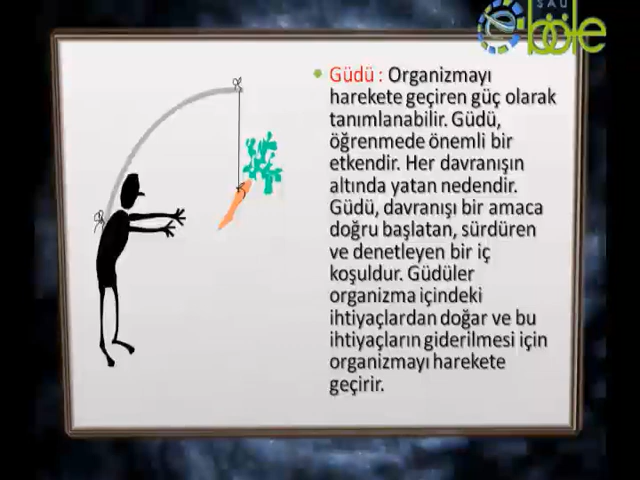 SAÜ
e-böte
• Güdü : Organizmayı
harekete geçiren güç olarak
tanımlanabilir. Güdü,
öğrenmede önemli bir
etkendir. Her davranışın
altında yatan nedendir.
Güdü, davranışı bir amaca
doğru başlatan, sürdüren
ve denetleyen bir iç
koşuldur. Güdüler
organizma içindeki
ihtiyaçlardan doğar ve bu
ihtiyaçların giderilmesi için
organizmayı harekete
geçirir.